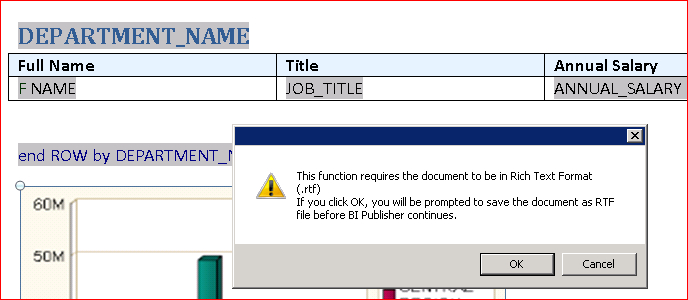 DEPARTMENT_NAME
Full Name Title Annual Salary
F NAME JOB_TITLE ANNUAL_SALARY
end ROW by
This function requires the document to be in Rich Text Format
(.rtf)
If you click OK, you will be prompted to save the document as RTF
file before BI Publisher continues.
OK Cancel
60M
50M